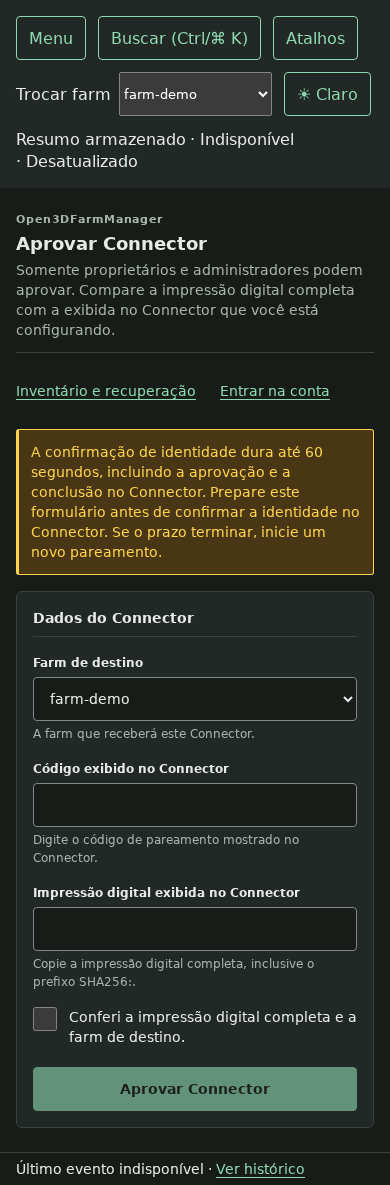 Menu
Buscar (Ctrl/⌘ K)
Atalhos
Trocar farm
farm-demo
☀ Claro
Resumo armazenado · Indisponível
· Desatualizado
Open3DFarmManager
Aprovar Connector
Somente proprietários e administradores podem
aprovar. Compare a impressão digital completa
com a exibida no Connector que você está
configurando.
Inventário e recuperação
Entrar na conta
A confirmação de identidade dura até 60
segundos, incluindo a aprovação e a
conclusão no Connector. Prepare este
formulário antes de confirmar a identidade no
Connector. Se o prazo terminar, inicie um
novo pareamento.
Dados do Connector
Farm de destino
farm-demo
A farm que receberá este Connector.
Código exibido no Connector
Digite o código de pareamento mostrado no
Connector.
Impressão digital exibida no Connector
Copie a impressão digital completa, inclusive o
prefixo SHA256:.
Conferi a impressão digital completa e a
farm de destino.
Aprovar Connector
Último evento indisponível · Ver histórico